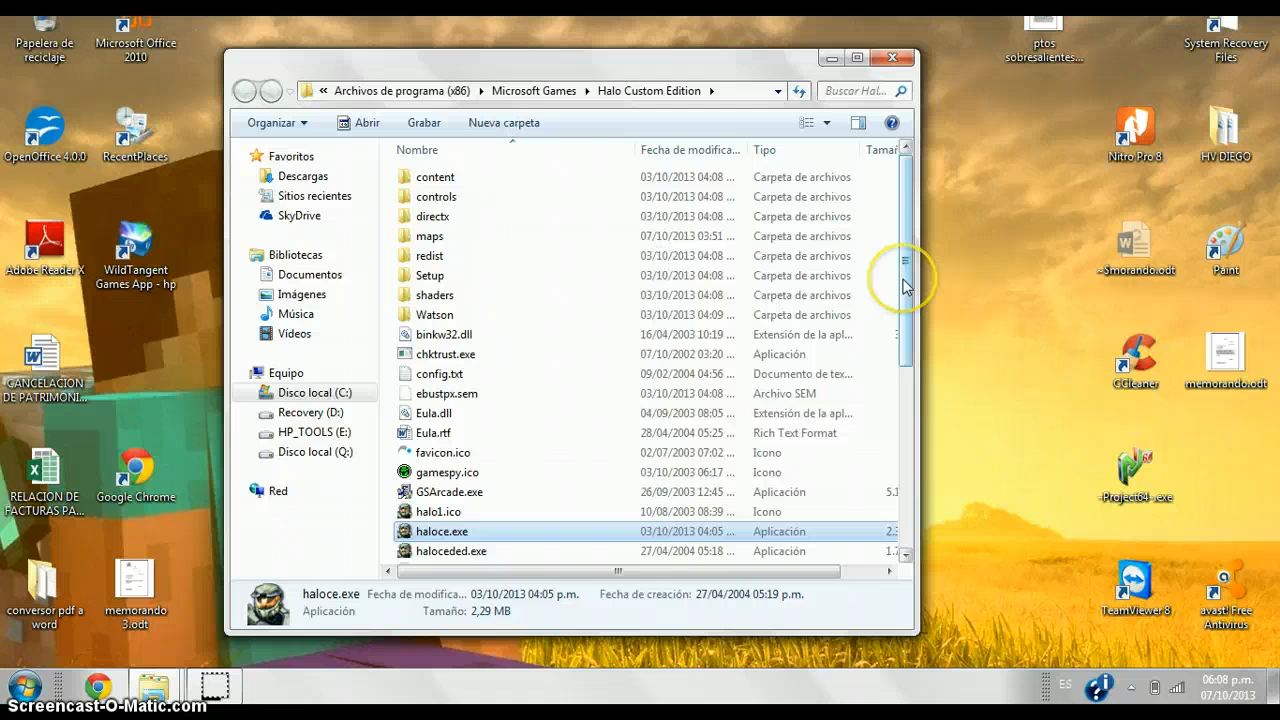 Papelera de reciclaje
Microsoft Office 2010
ptos sobresalientes...
System Recovery Files
OpenOffice 4.0.0
RecentPlaces
Nitro Pro 8
HV DIEGO
Adobe Reader X
WildTangent Games App - hp
~$morando.odt
Paint
CANCELACION DE PATRIMONI...
CCleaner
memorando.odt
RELACION DE FACTURAS PA...
Google Chrome
-Project64-.exe
conversor pdf a word
memorando 3.odt
TeamViewer 8
avast! Free Antivirus
« Archivos de programa (x86) Microsoft Games Halo Custom Edition
Buscar Hal...
Organizar Abrir Grabar Nueva carpeta
Favoritos
Descargas
Sitios recientes
SkyDrive
Bibliotecas
Documentos
Imágenes
Música
Vídeos
Equipo
Disco local (C:)
Recovery (D:)
HP_TOOLS (E:)
Disco local (Q:)
Red
Nombre Fecha de modifica... Tipo Tamañ
content 03/10/2013 04:08 ... Carpeta de archivos
controls 03/10/2013 04:08 ... Carpeta de archivos
directx 03/10/2013 04:08 ... Carpeta de archivos
maps 07/10/2013 03:51 ... Carpeta de archivos
redist 03/10/2013 04:08 ... Carpeta de archivos
Setup 03/10/2013 04:08 ... Carpeta de archivos
shaders 03/10/2013 04:08 ... Carpeta de archivos
Watson 03/10/2013 04:09 ... Carpeta de archivos
binkw32.dll 16/04/2003 10:19 ... Extensión de la apl...
chktrust.exe 07/10/2002 03:20 ... Aplicación
config.txt 09/02/2004 04:56 ... Documento de tex...
ebustpx.sem 03/10/2013 04:08 ... Archivo SEM
Eula.dll 04/09/2003 08:05 ... Extensión de la apl...
Eula.rtf 28/04/2004 05:25 ... Rich Text Format
favicon.ico 02/07/2003 07:02 ... Icono
gamespy.ico 03/10/2013 06:17 ... Icono
GSArcade.exe 26/09/2003 12:45 ... Aplicación 5.1
halo1.ico 10/08/2003 08:39 ... Icono
haloce.exe 03/10/2013 04:05 ... Aplicación 2.3
haloceded.exe 27/04/2004 05:18 ... Aplicación 1.7
haloce.exe Fecha de modifica... 03/10/2013 04:05 p.m. Fecha de creación: 27/04/2004 05:19 p.m.
Aplicación Tamaño: 2,29 MB
ES
06:08 p.m.
07/10/2013
Screencast-O-Matic.com